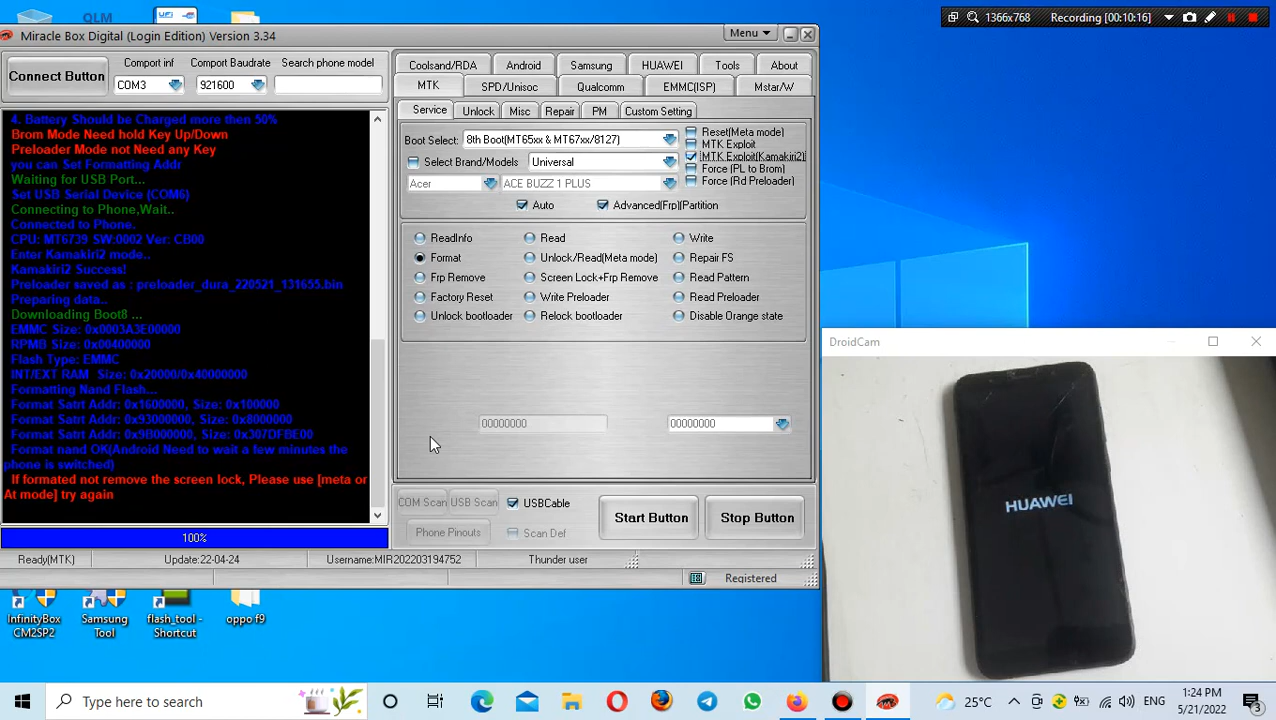 QLM
UFi
1366x768
Recording [00:10:16]
Miracle Box Digital (Login Edition) Version 3.34
Menu
Connect Button
Comport inf
Comport Baudrate
Search phone model
COM3
921600
Coolsand/RDA
Android
Samsung
HUAWEI
Tools
About
MTK
SPD/Unisoc
Qualcomm
EMMC(ISP)
Mstar/W
Service
Unlock
Misc
Repair
PM
Custom Setting
4. Battery Should be Charged more then 50%
Brom Mode Need hold Key Up/Down
Preloader Mode not Need any Key
you can Set Formatting Addr
Waiting for USB Port...
Set USB Serial Device (COM6)
Connecting to Phone,Wait..
Connected to Phone.
CPU: MT6739 SW:0002 Ver: CB00
Enter Kamakiri2 mode..
Kamakiri2 Success!
Preloader saved as : preloader_dura_220521_131655.bin
Preparing data..
Downloading Boot8 ...
EMMC Size: 0x0003A3E00000
RPMB Size: 0x00400000
Flash Type: EMMC
INT/EXT RAM Size: 0x20000/0x40000000
Formatting Nand Flash...
Format Satrt Addr: 0x1600000, Size: 0x100000
Format Satrt Addr: 0x93000000, Size: 0x8000000
Format Satrt Addr: 0x9B000000, Size: 0x307DFBE00
Format nand OK(Android Need to wait a few minutes the
phone is switched)
If formated not remove the screen lock, Please use [meta or
At mode] try again
100%
Boot Select:
8th Boot(MT65xx & MT67xx/8127)
Select Brand/Models
Universal
Acer
ACE BUZZ 1 PLUS
Reset(Meta mode)
MTK Exploit
MTK Exploit(Kamakiri2)
Force (PL to Brom)
Force (Rd Preloader)
Auto
Advanced(Frp)(Partition
ReadInfo
Read
Write
Format
Unlock/Read(Meta mode)
Repair FS
Frp Remove
Screen Lock+Frp Remove
Read Pattern
Factory Reset
Write Preloader
Read Preloader
Unlock bootloader
Relock bootloader
Disable Orange state
00000000
00000000
COM Scan
USB Scan
USBCable
Phone Pinouts
Scan Def
Start Button
Stop Button
Ready(MTK)
Update:22-04-24
Username:MIR202203194752
Thunder user
Registered
DroidCam
HUAWEI
InfinityBox
CM2SP2
Samsung
Tool
flash_tool -
Shortcut
oppo f9
Type here to search
25°C
ENG
1:24 PM
5/21/2022
3